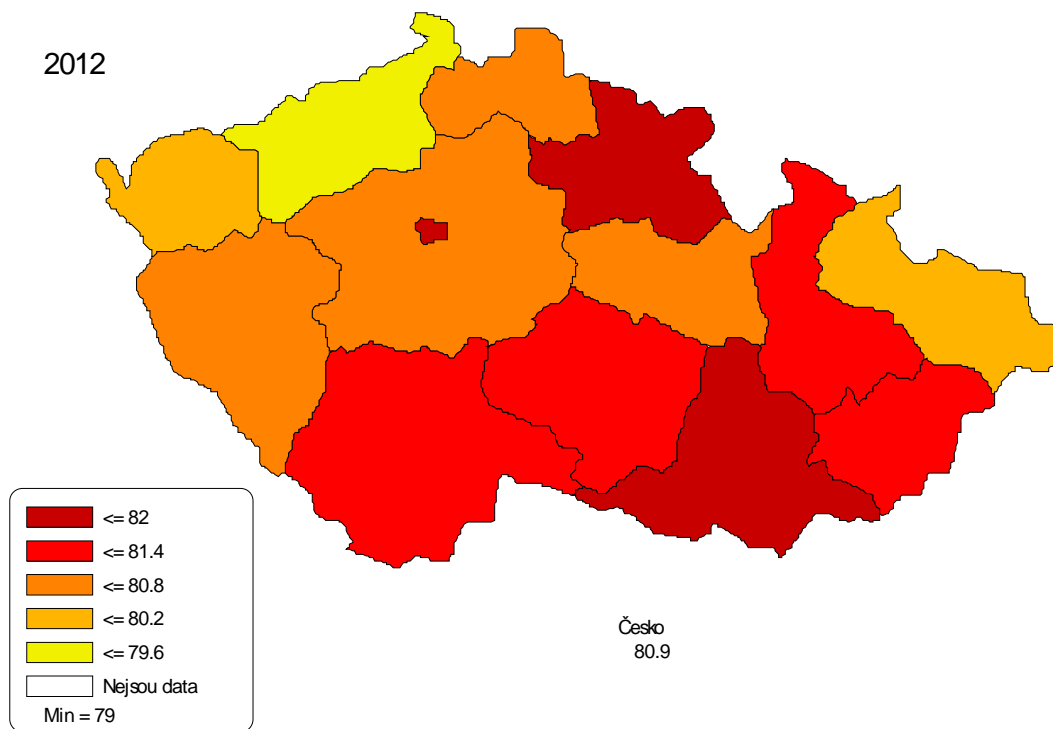 2012
<= 82
<= 81.4
<= 80.8
<= 80.2
<= 79.6
Nejsou data
Min = 79
Česko
80.9